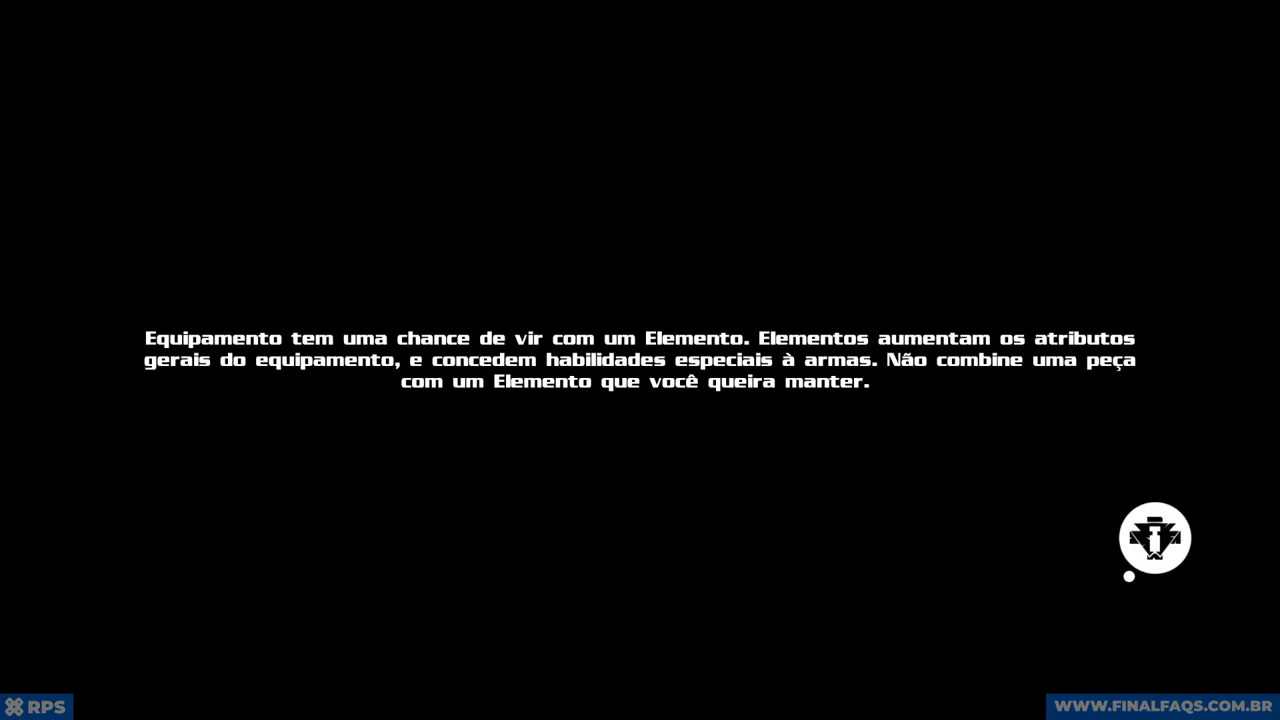 Equipamento tem uma chance de vir com um Elemento. Elementos aumentam os atributos
gerais do equipamento, e concedem habilidades especiais à armas. Não combine uma peça
com um Elemento que você queira manter.
RPS
WWW.FINALFAQS.COM.BR